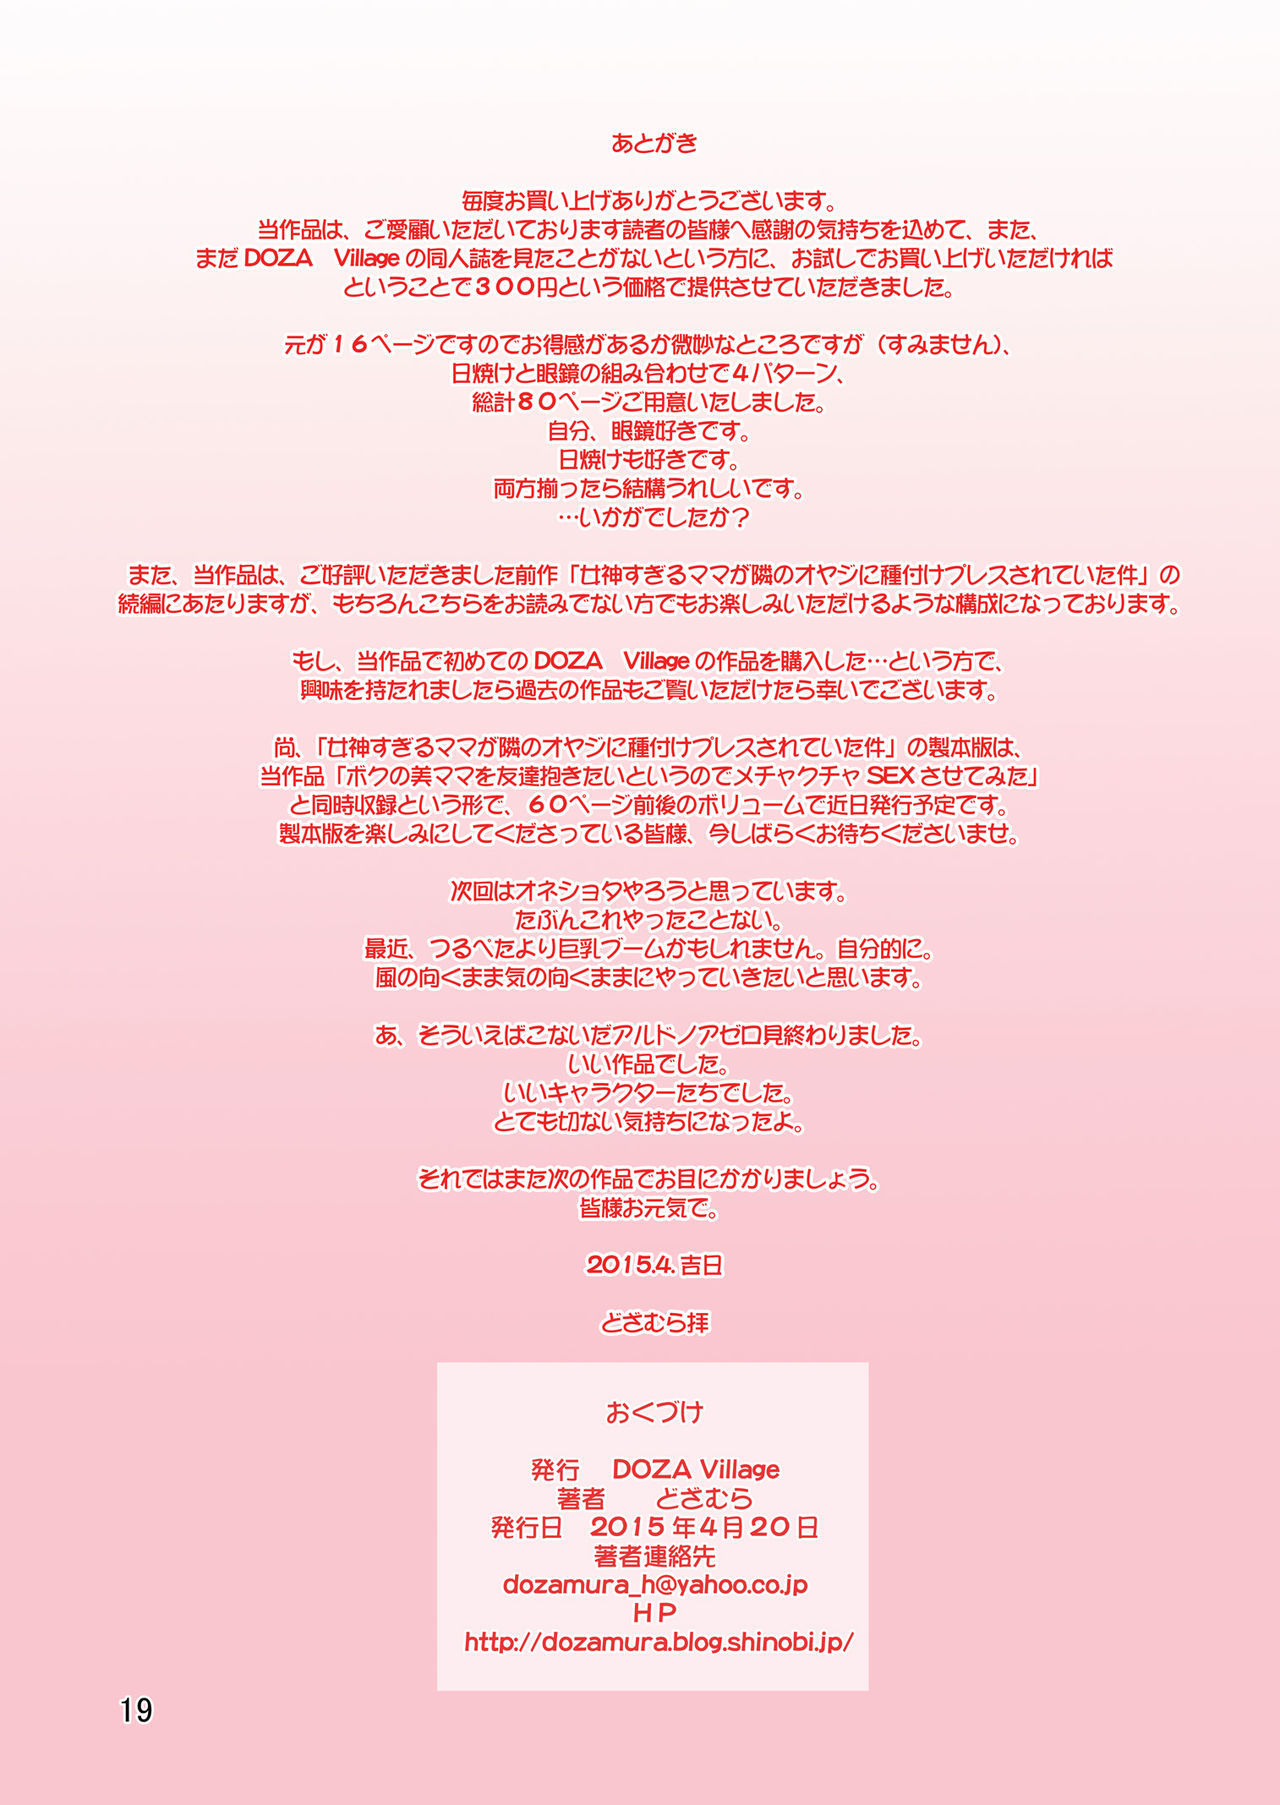 あとがき
毎度お買い上げありがとうございます。
当作品は、ご愛顧いただいております読者の皆様へ感謝の気持ちを込めて、また、
まだDOZA　Villageの同人誌を見たことがないという方に、お試しでお買い上げいただければ
ということで３００円という価格で提供させていただきました。
元が１６ページですのでお得感があるか微妙なところですが（すみません）、
日焼けと眼鏡の組み合わせで４パターン、
総計８０ページご用意いたしました。
自分、眼鏡好きです。
日焼けも好きです。
両方揃ったら結構うれしいです。
…いかがでしたか？
また、当作品は、ご好評いただきました前作「女神すぎるママが隣のオヤジに種付けプレスされていた件」の
続編にあたりますが、もちろんこちらをお読みでない方でもお楽しみいただけるような構成になっております。
もし、当作品で初めてのDOZA　Villageの作品を購入した…という方で、
興味を持たれましたら過去の作品もご覧いただけたら幸いでございます。
尚、「女神すぎるママが隣のオヤジに種付けプレスされていた件」の製本版は、
当作品「ボクの美ママを友達抱きたいというのでメチャクチャSEXさせてみた」
と同時収録という形で、６０ページ前後のボリュームで近日発行予定です。
製本版を楽しみにしてくださっている皆様、今しばらくお待ちくださいませ。
次回はオネショタやろうと思っています。
たぶんこれやったことない。
最近、つるぺたより巨乳ブームかもしれません。自分的に。
風の向くまま気の向くままにやっていきたいと思います。
あ、そういえばこないだアルドノアゼロ見終わりました。
いい作品でした。
いいキャラクターたちでした。
とても切ない気持ちになったよ。
それではまた次の作品でお目にかかりましょう。
皆様お元気で。
2015.4.吉日
どざむら拝
おくづけ
発行　DOZA Village
著者　　どざむら
発行日　２０１５年４月２０日
著者連絡先
dozamura_h@yahoo.co.jp
ＨＰ
http://dozamura.blog.shinobi.jp/
19